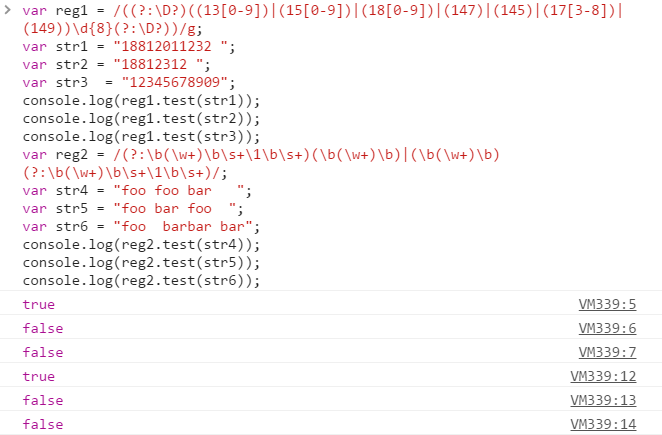 > var reg1 = /((?:\D?)((13[0-9])|(15[0-9])|(18[0-9])|(147)|(145)|(17[3-8])|
(149))\d{8}(?:\D?))/g;
var str1 = "18812011232 ";
var str2 = "18812312 ";
var str3  = "12345678909";
console.log(reg1.test(str1));
console.log(reg1.test(str2));
console.log(reg1.test(str3));
var reg2 = /(?:\b(\w+)\b\s+\1\b\s+)(\b(\w+)\b)|(\b(\w+)\b)
(?:\b(\w+)\b\s+\1\b\s+)/;
var str4 = "foo foo bar   ";
var str5 = "foo bar foo  ";
var str6 = "foo  barbar bar";
console.log(reg2.test(str4));
console.log(reg2.test(str5));
console.log(reg2.test(str6));
true VM339:5
false VM339:6
false VM339:7
true VM339:12
false VM339:13
false VM339:14